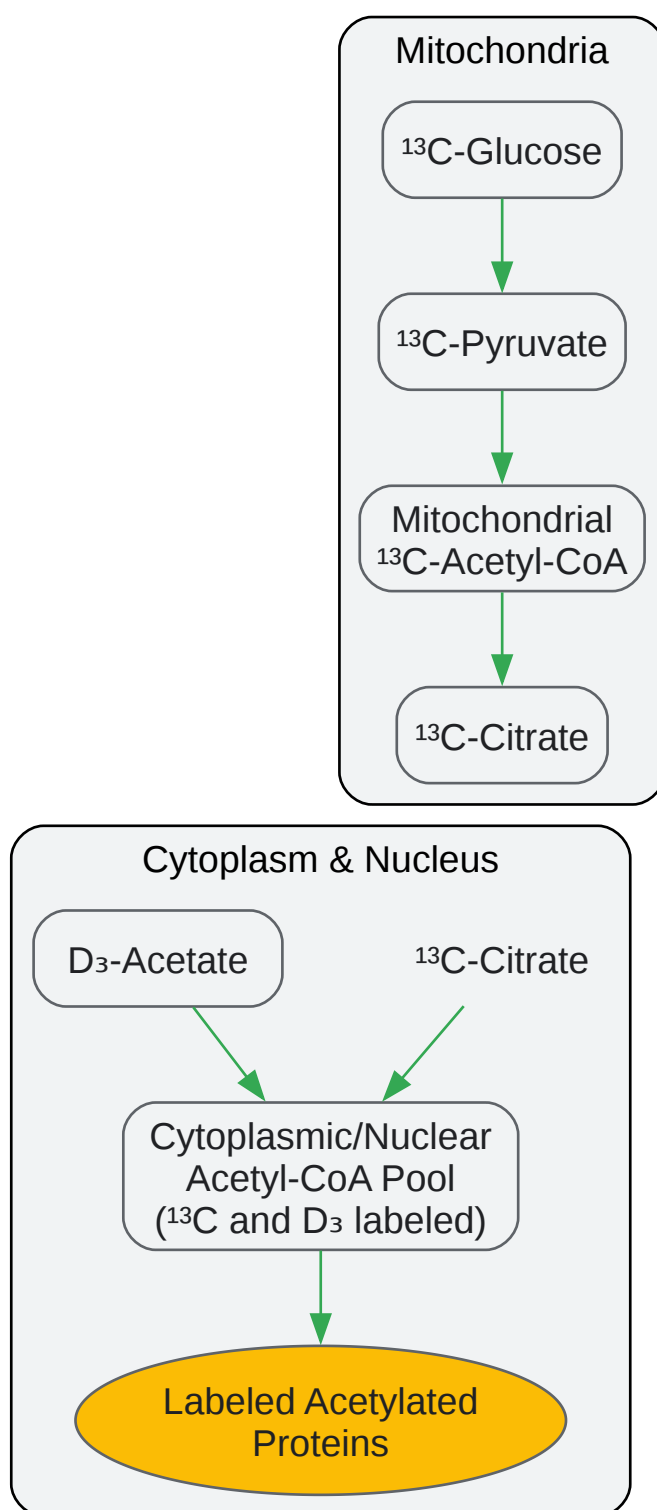 Mitochondria
¹³C-Glucose
¹³C-Pyruvate
Mitochondrial
¹³C-Acetyl-CoA
¹³C-Citrate
Cytoplasm & Nucleus
D₃-Acetate
¹³C-Citrate
Cytoplasmic/Nuclear
Acetyl-CoA Pool
(¹³C and D₃ labeled)
Labeled Acetylated
Proteins